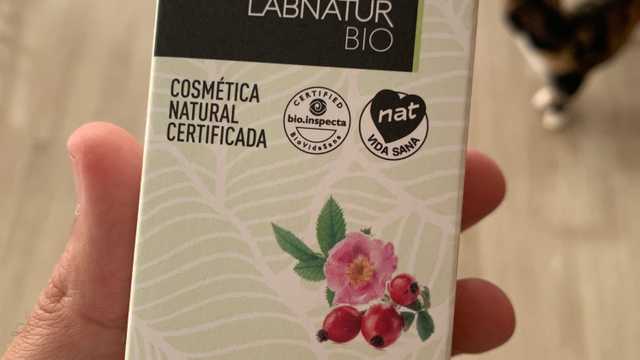 LABNATUR
BIO
COSMÉTICA
NATURAL
CERTIFICADA
CERTIFIED
bio.inspecta
BioVidaSana
nat
VIDA SANA